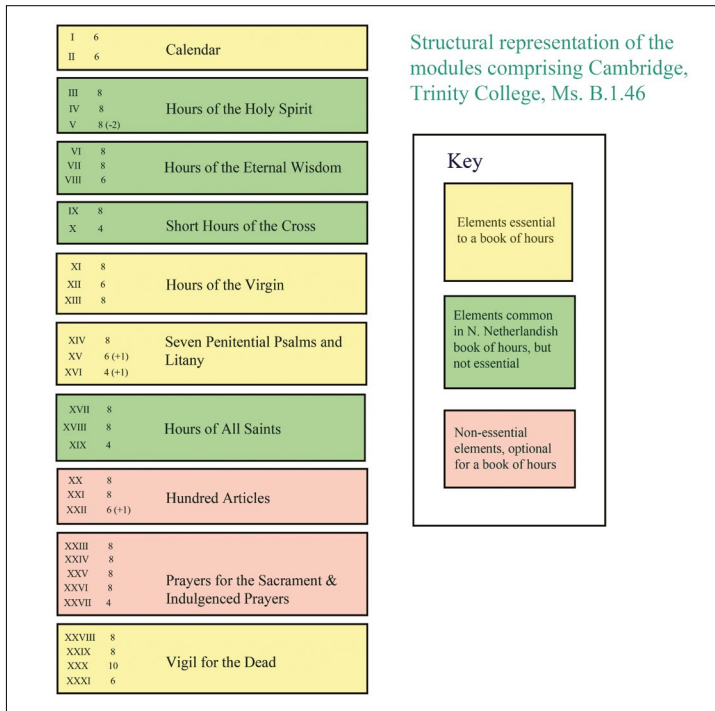 I 6
II 6
Calendar
III 8
IV 8
V 8 (-2)
Hours of the Holy Spirit
VI 8
VII 8
VIII 6
Hours of the Eternal Wisdom
IX 8
X 4
Short Hours of the Cross
XI 8
XII 6
XIII 8
Hours of the Virgin
XIV 8
XV 6 (+1)
XVI 4 (+1)
Seven Penitential Psalms and
Litany
XVII 8
XVIII 8
XIX 4
Hours of All Saints
XX 8
XXI 8
XXII 6 (+1)
Hundred Articles
XXIII 8
XXIV 8
XXV 8
XXVI 8
XXVII 4
Prayers for the Sacrament &
Indulgenced Prayers
XXVIII 8
XXIX 8
XXX 10
XXXI 6
Vigil for the Dead
Structural representation of the
modules comprising Cambridge,
Trinity College, Ms. B.1.46
Key
Elements essential
to a book of hours
Elements common
in N. Netherlandish
book of hours, but
not essential
Non-essential
elements, optional
for a book of hours